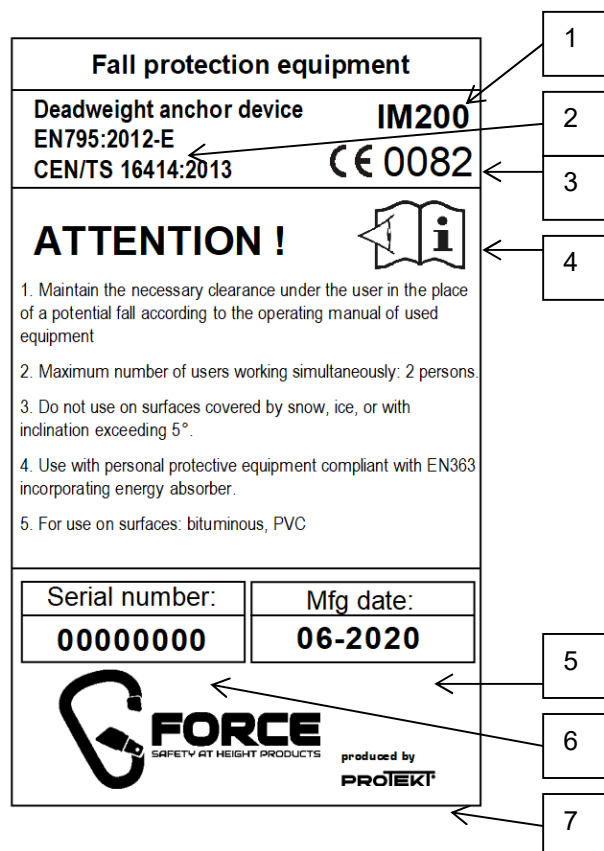 Fall protection equipment
Deadweight anchor device
IM200
EN795:2012-E
CEN/TS 16414:2013
CE 0082
ATTENTION !
i
1. Maintain the necessary clearance under the user in the place
of a potential fall according to the operating manual of used
equipment
2. Maximum number of users working simultaneously: 2 persons.
3. Do not use on surfaces covered by snow, ice, or with
inclination exceeding 5°.
4. Use with personal protective equipment compliant with EN363
incorporating energy absorber.
5. For use on surfaces: bituminous, PVC
Serial number:
00000000
Mfg date:
06-2020
FORCE
SAFETY AT HEIGHT PRODUCTS
produced by
PROTEKT
1
2
3
4
5
6
7